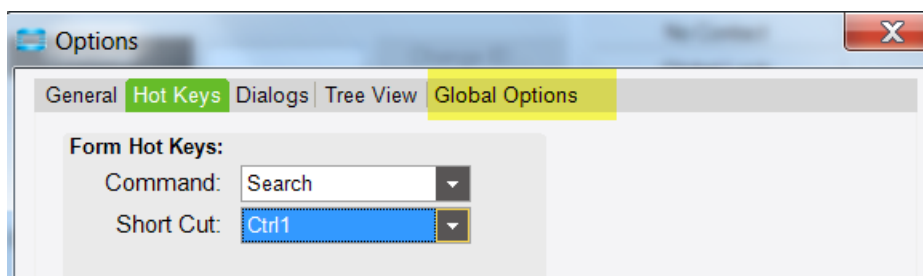 Options
General Hot Keys Dialogs Tree View Global Options
Form Hot Keys:
Command: Search
Short Cut: Ctrl1